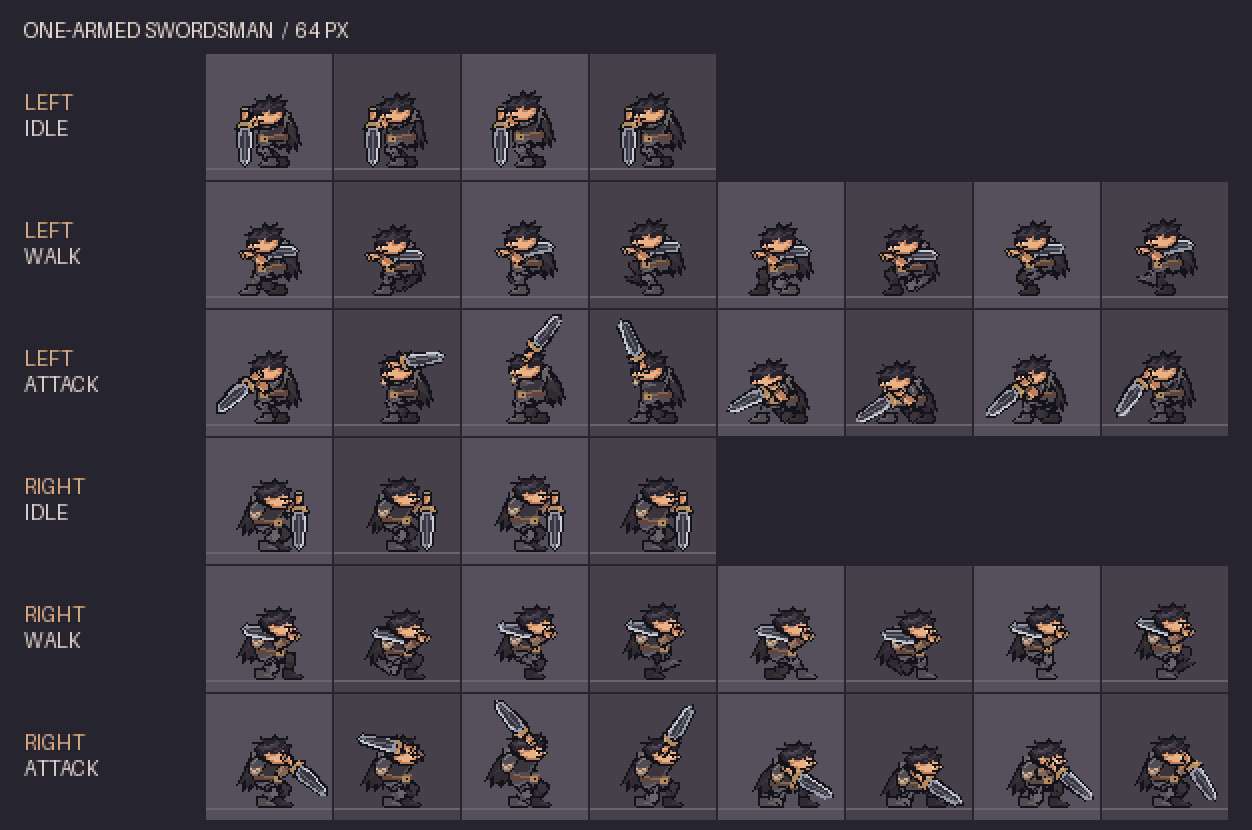 ONE-ARMED SWORDSMAN / 64 PX
LEFT
IDLE
LEFT
WALK
LEFT
ATTACK
RIGHT
IDLE
RIGHT
WALK
RIGHT
ATTACK